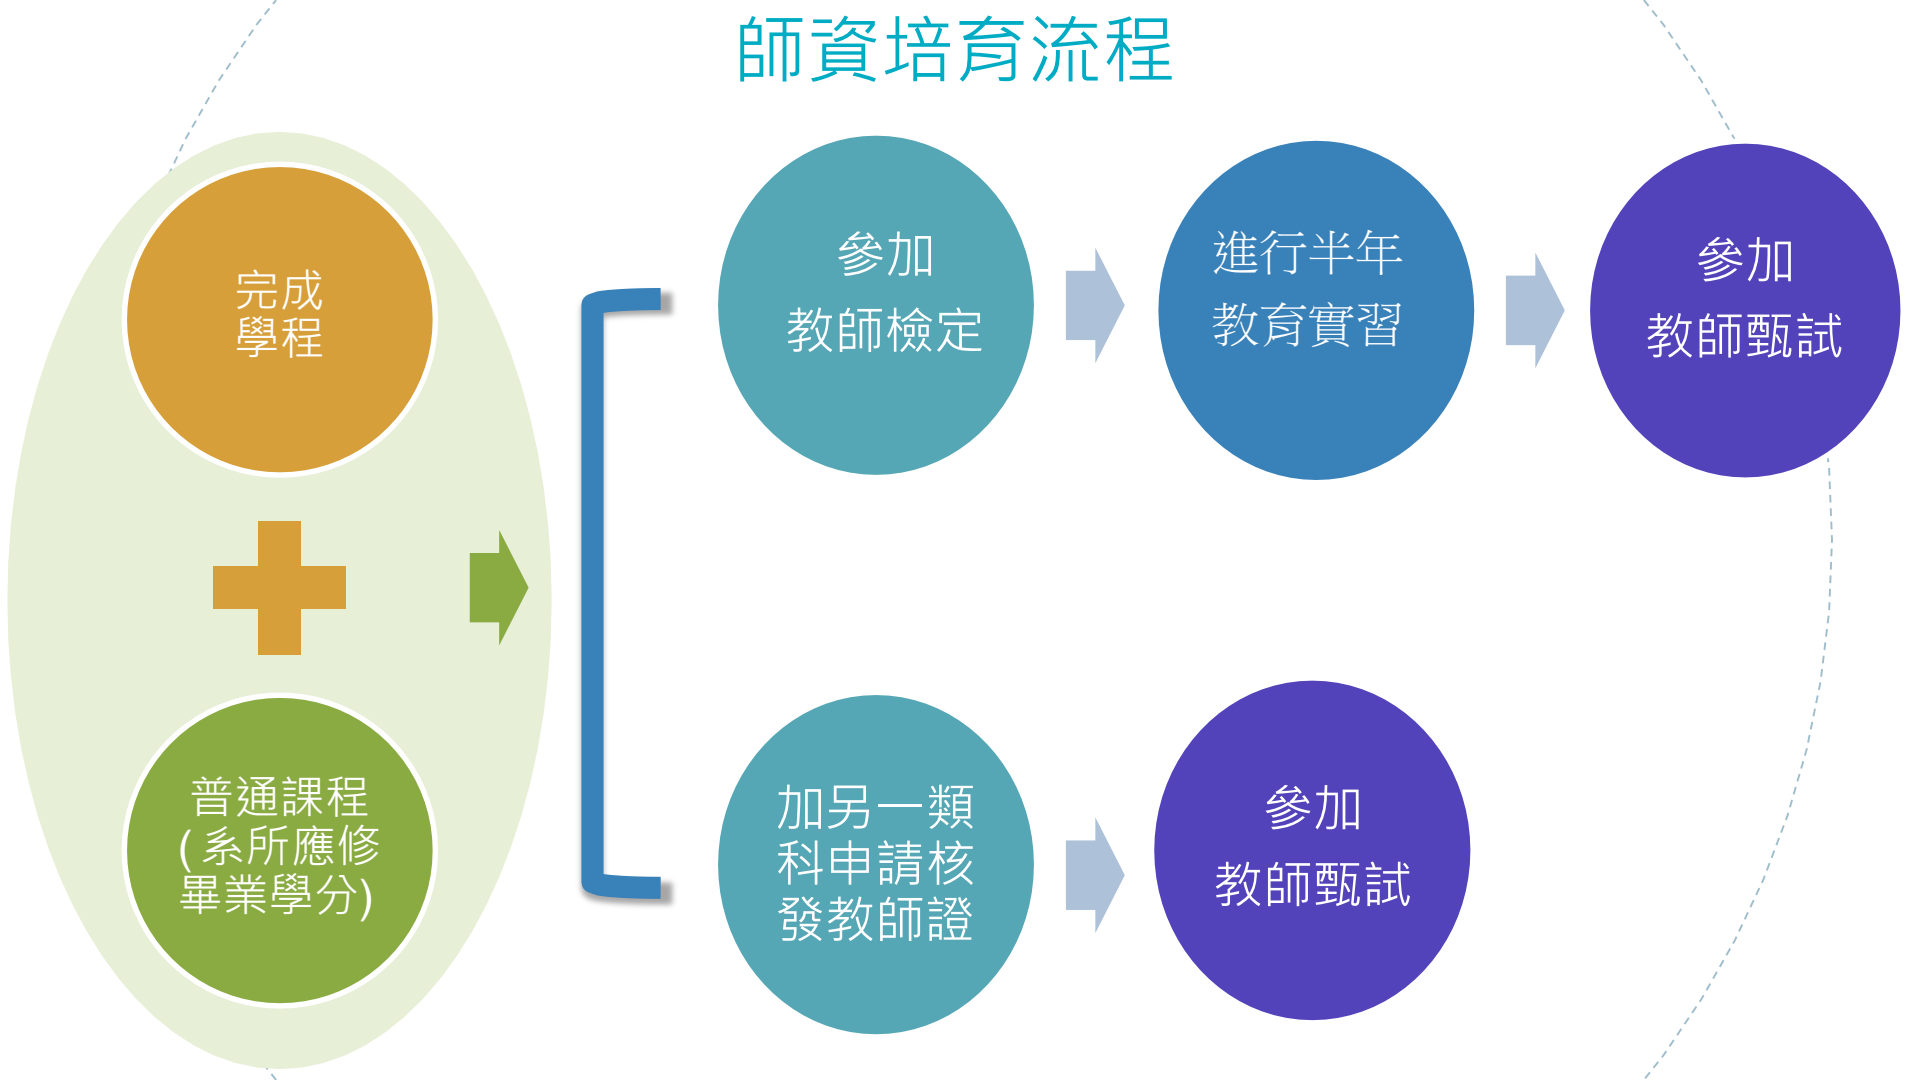 師資培育流程
完成
學程
普通課程
(系所應修
畢業學分)
參加
教師檢定
進行半年
教育實習
參加
教師甄試
加另一類
科申請核
發教師證
參加
教師甄試